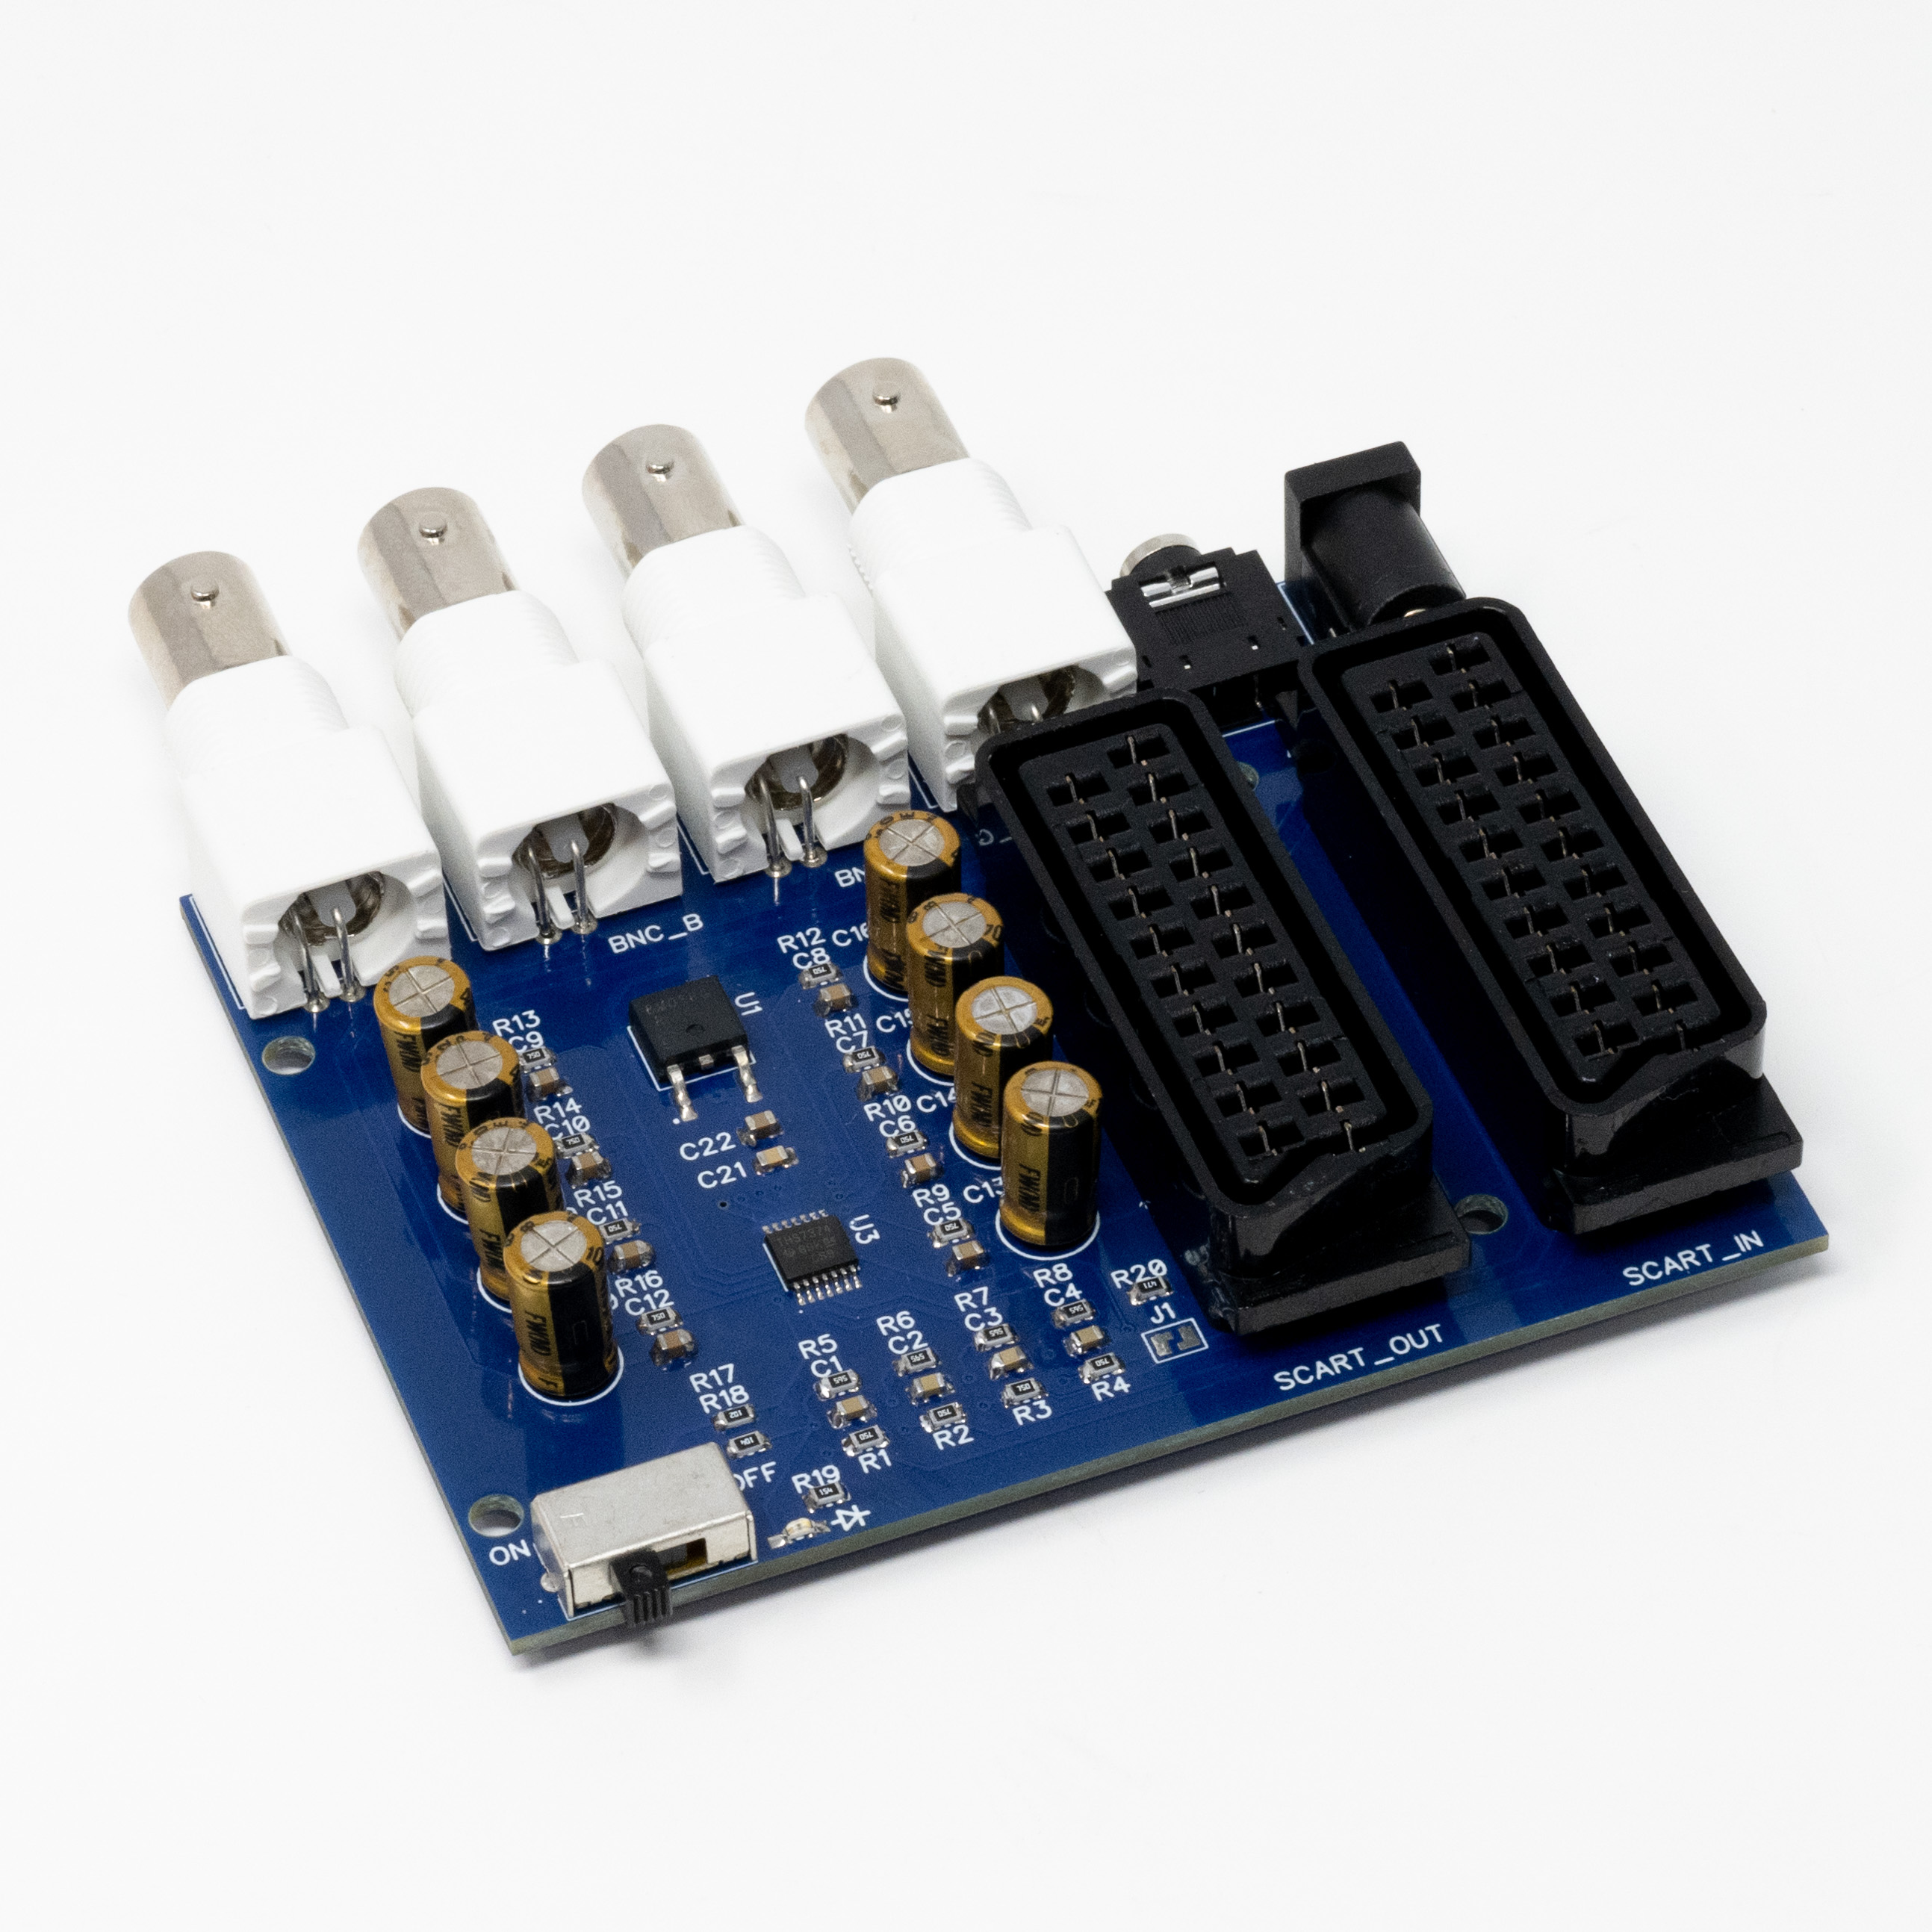 BNC_B
R12
C8
C16
U1
R13
C9
R11
C7
C15
R14
C10
C22
R10
C6
C14
C21
R15
C11
U3
R9
C5
C13
R16
C12
R8
C4
R20
J1
SCART_IN
R7
C3
R6
C2
R5
C1
SCART_OUT
R17
R18
R4
R3
R2
R1
R19
ON